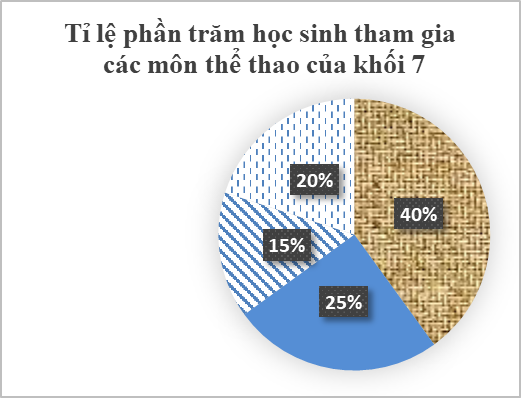 Tỉ lệ phần trăm học sinh tham gia
các môn thể thao của khối 7
20%
40%
15%
25%